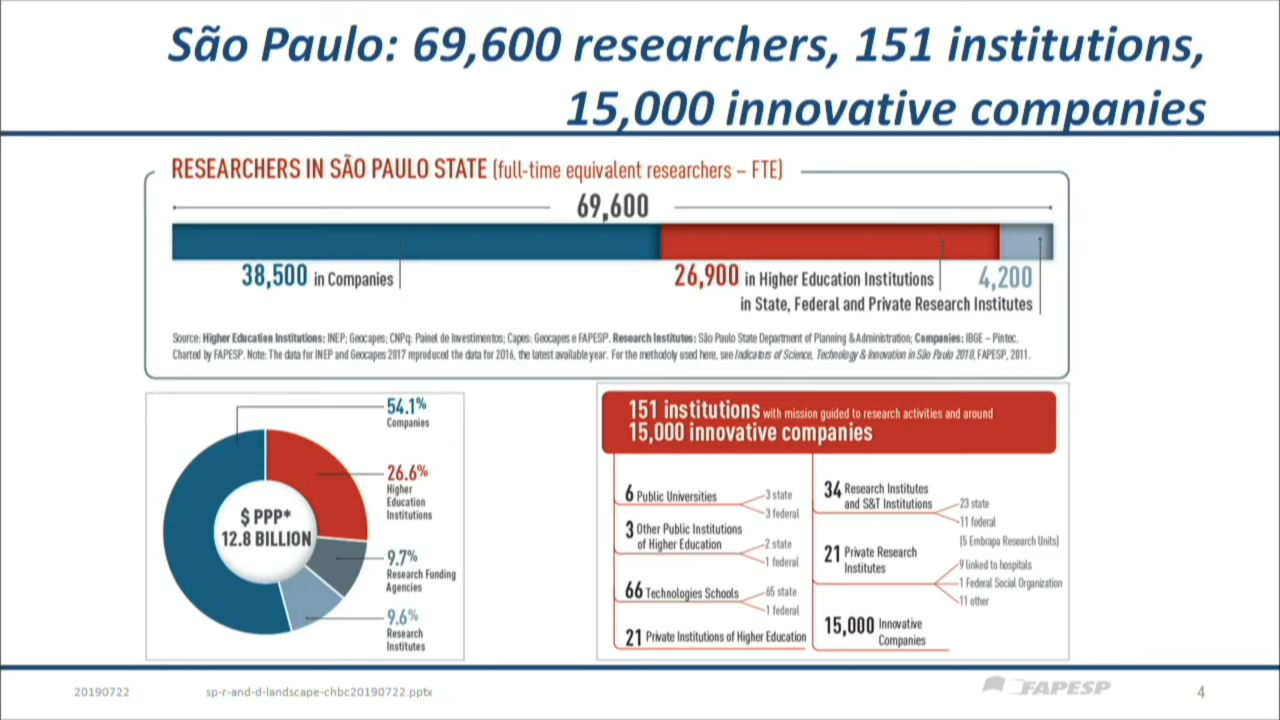 São Paulo: 69,600 researchers, 151 institutions,
15,000 innovative companies
RESEARCHERS IN SÃO PAULO STATE (full-time equivalent researchers – FTE)
69,600
38,500 in Companies
26,900 in Higher Education Institutions
4,200
in State, Federal and Private Research Institutes
Source: Higher Education Institutions: INEP; Geocapes; CNPq: Painel de Investimentos; Capes: Geocapes e FAPESP. Research Institutes: São Paulo State Department of Planning & Administration; Companies: IBGE – Pintec.
Charted by FAPESP. Note: The data for INEP and Geocapes 2017 reproduced the data for 2016, the latest available year. For the methodoly used here, see Indicators of Science, Technology & Innovation in São Paulo 2010, FAPESP, 2011.
54.1%
Companies
26.6%
Higher
Education
Institutions
$ PPP*
12.8 BILLION
9.7%
Research Funding
Agencies
9.6%
Research
Institutes
151 institutions with mission guided to research activities and around
15,000 innovative companies
6 Public Universities
3 state
3 federal
3 Other Public Institutions
of Higher Education
2 state
1 federal
66 Technologies Schools
65 state
1 federal
21 Private Institutions of Higher Education
34 Research Institutes
and S&T Institutions
23 state
11 federal
(5 Embrapa Research Units)
21 Private Research
Institutes
9 linked to hospitals
1 Federal Social Organization
11 other
15,000 Innovative
Companies
20190722
sp-r-and-d-landscape-chbc20190722.pptx
FAPESP
4